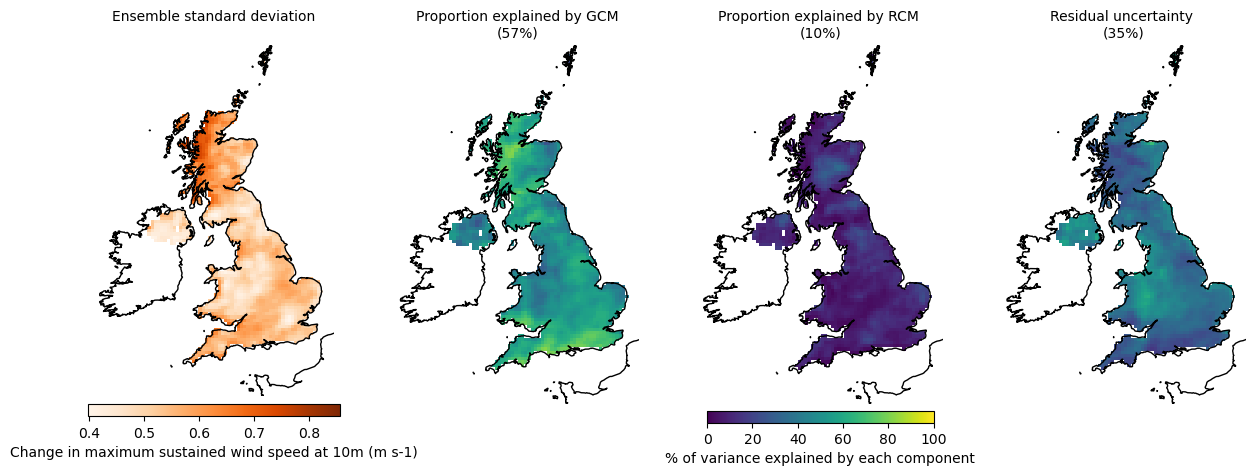 Ensemble standard deviation
Proportion explained by GCM
(57%)
Proportion explained by RCM
(10%)
Residual uncertainty
(35%)
0.4 0.5 0.6 0.7 0.8
Change in maximum sustained wind speed at 10m (m s-1)
0 20 40 60 80 100
% of variance explained by each component